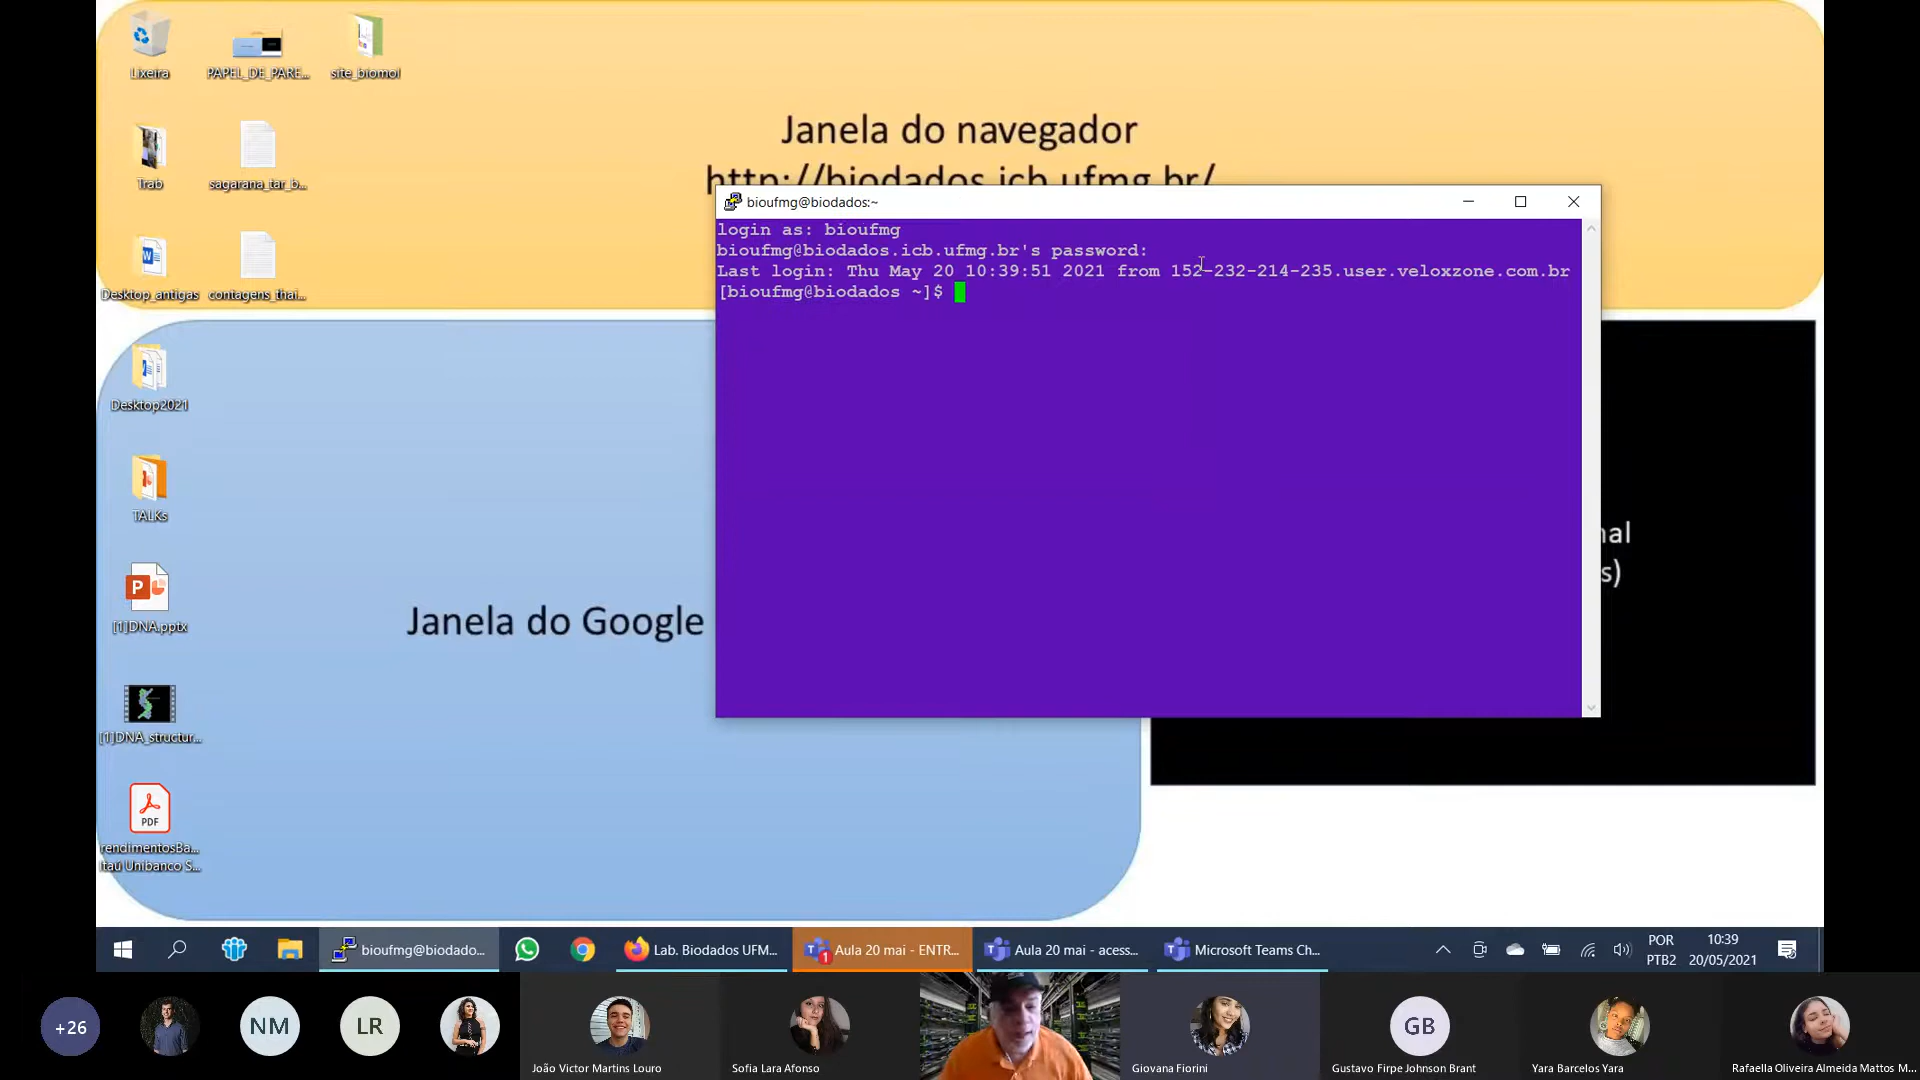 Lixeira
PAPEL_DE_PARE...
site_biomol
Trab
sagarana_tar_b...
Desktop_antigas
contagens_thai...
Desktop2021
TALKs
[1]DNA.pptx
[1]DNA_structur...
PDF
rendimentosBa...
Itaú Unibanco S...
Janela do navegador
http://biodados.icb.ufmg.br/
bioufmg@biodados:~
login as: bioufmg
bioufmg@biodados.icb.ufmg.br's password:
Last login: Thu May 20 10:39:51 2021 from 152-232-214-235.user.veloxzone.com.br
[bioufmg@biodados ~]$
Janela do Google
nal
s)
bioufmg@biodado...
Lab. Biodados UFM...
1
Aula 20 mai - ENTR...
Aula 20 mai - acess...
Microsoft Teams Ch...
POR
PTB2
10:39
20/05/2021
+26
NM
LR
GB
João Victor Martins Louro
Sofia Lara Afonso
Giovana Fiorini
Gustavo Firpe Johnson Brant
Yara Barcelos Yara
Rafaella Oliveira Almeida Mattos M...